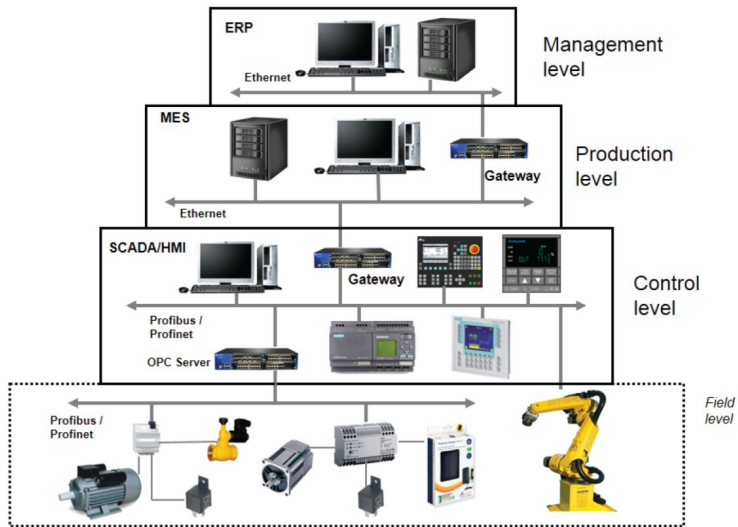 ERP
Management
level
Ethernet
MES
Production
level
Gateway
Ethernet
SCADA/HMI
Gateway
Control
level
Profibus /
Profinet
OPC Server
Field
level
Profibus /
Profinet